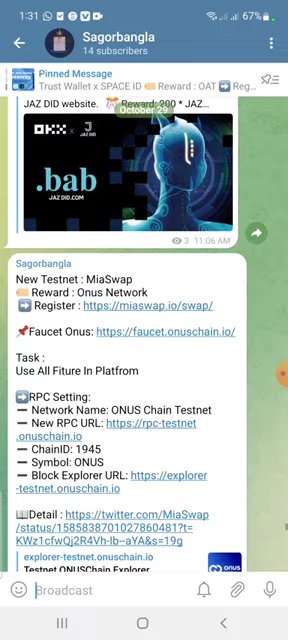 1:31
67%
Sagorbangla
14 subscribers
Pinned Message
Trust Wallet x SPACE ID 🎫 Reward : OAT ➡️ Reg...
JAZ DID website. 🎊 Reward: 200 * JAZ...
October 29
OKX x J
JAZ DID
.bab
JAZ DID.COM
3 11:06 AM
Sagorbangla
New Testnet : MiaSwap
🎫 Reward : Onus Network
➡️ Register : https://miaswap.io/swap/
📌Faucet Onus: https://faucet.onuschain.io/
Task :
Use All Fiture In Platfrom
➡️RPC Setting:
➖ Network Name: ONUS Chain Testnet
➖ New RPC URL: https://rpc-testnet
.onuschain.io
➖ ChainID: 1945
➖ Symbol: ONUS
➖ Block Explorer URL: https://explorer
-testnet.onuschain.io
📖Detail : https://twitter.com/MiaSwap
/status/1585838701027860481?t=
KWz1cfwQj2R4Vh-lb--aYA&s=19g
explorer-testnet.ONUSchain.io
Testnet ONUSChain Explorer
onus
Broadcast